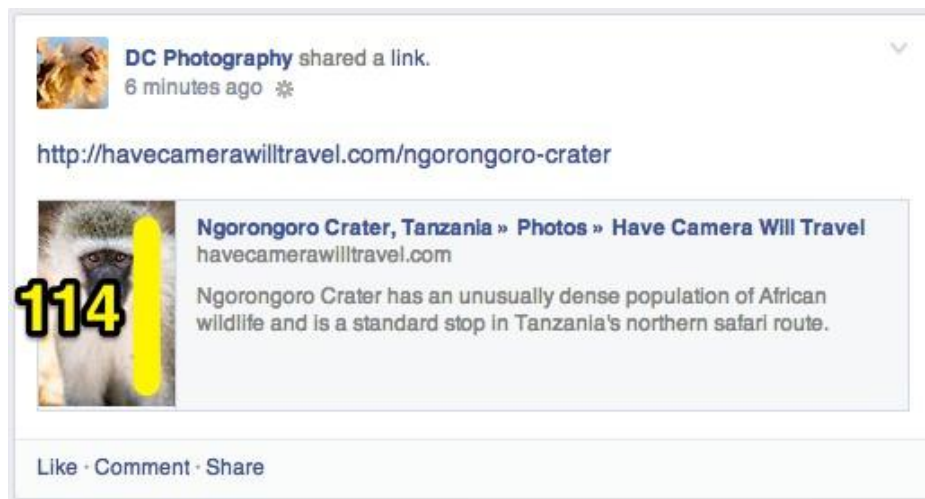 DC Photography shared a link.
6 minutes ago
http://havecamerawilltravel.com/ngorongoro-crater
Ngorongoro Crater, Tanzania » Photos » Have Camera Will Travel
havecamerawilltravel.com
Ngorongoro Crater has an unusually dense population of African
wildlife and is a standard stop in Tanzania's northern safari route.
114
Like · Comment · Share